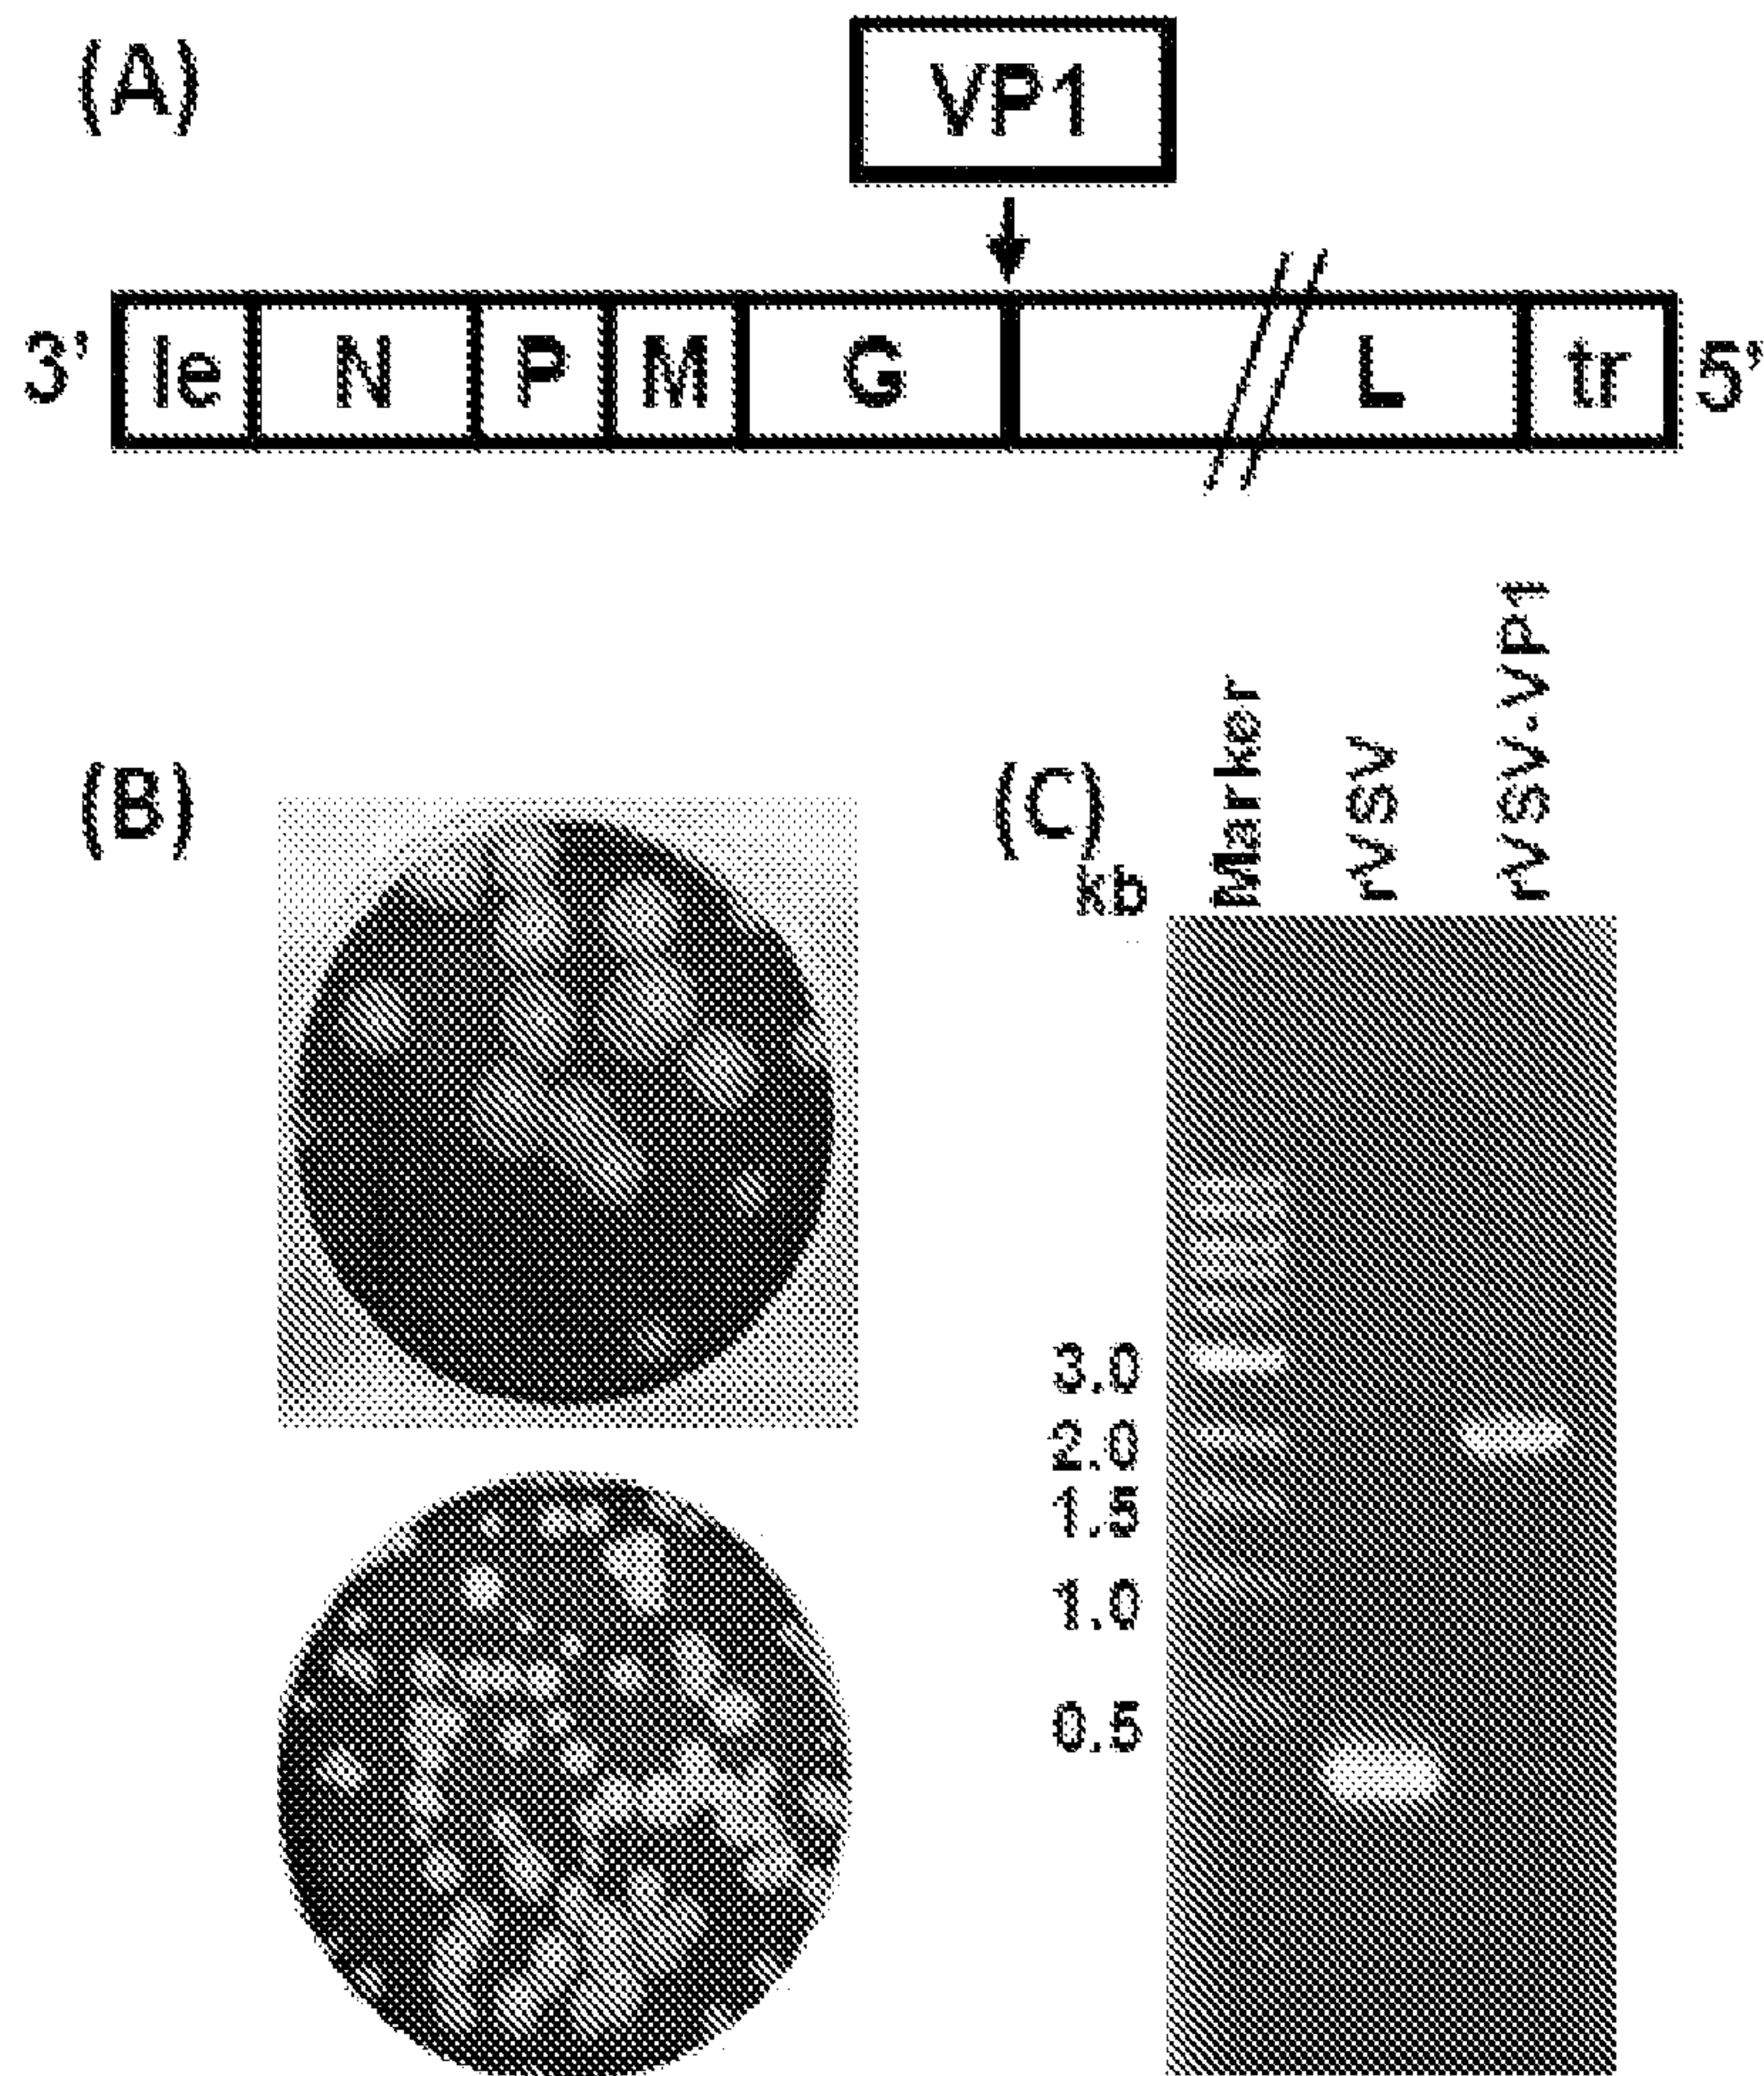 (A)
VP1
3' le N P M G L tr 5'
(B)
(C)
Kb
Marker
rVSV
rVSV-VP1
3.0
2.0
1.5
1.0
0.5